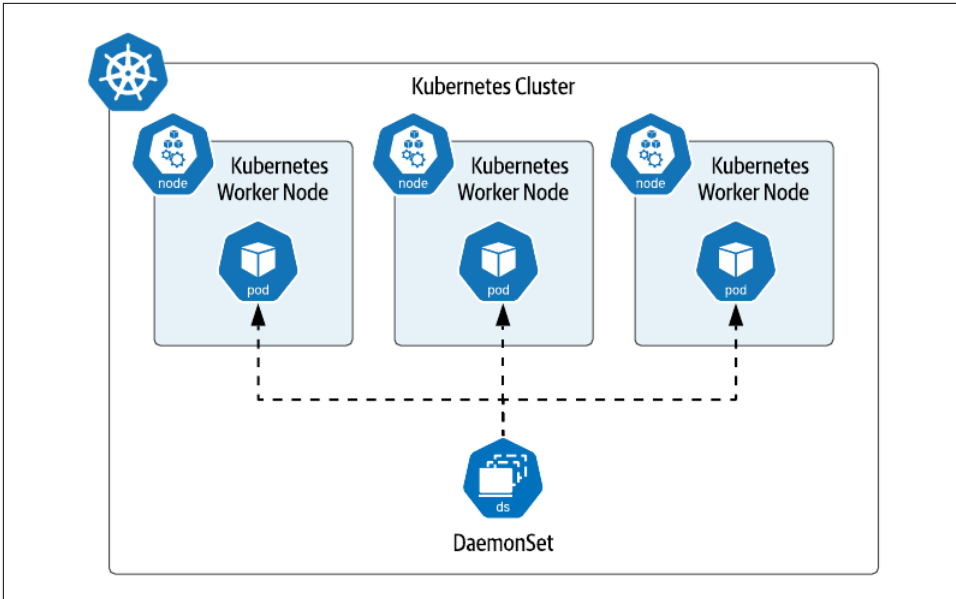 Kubernetes Cluster
node
Kubernetes
Worker Node
pod
node
Kubernetes
Worker Node
pod
node
Kubernetes
Worker Node
pod
ds
DaemonSet